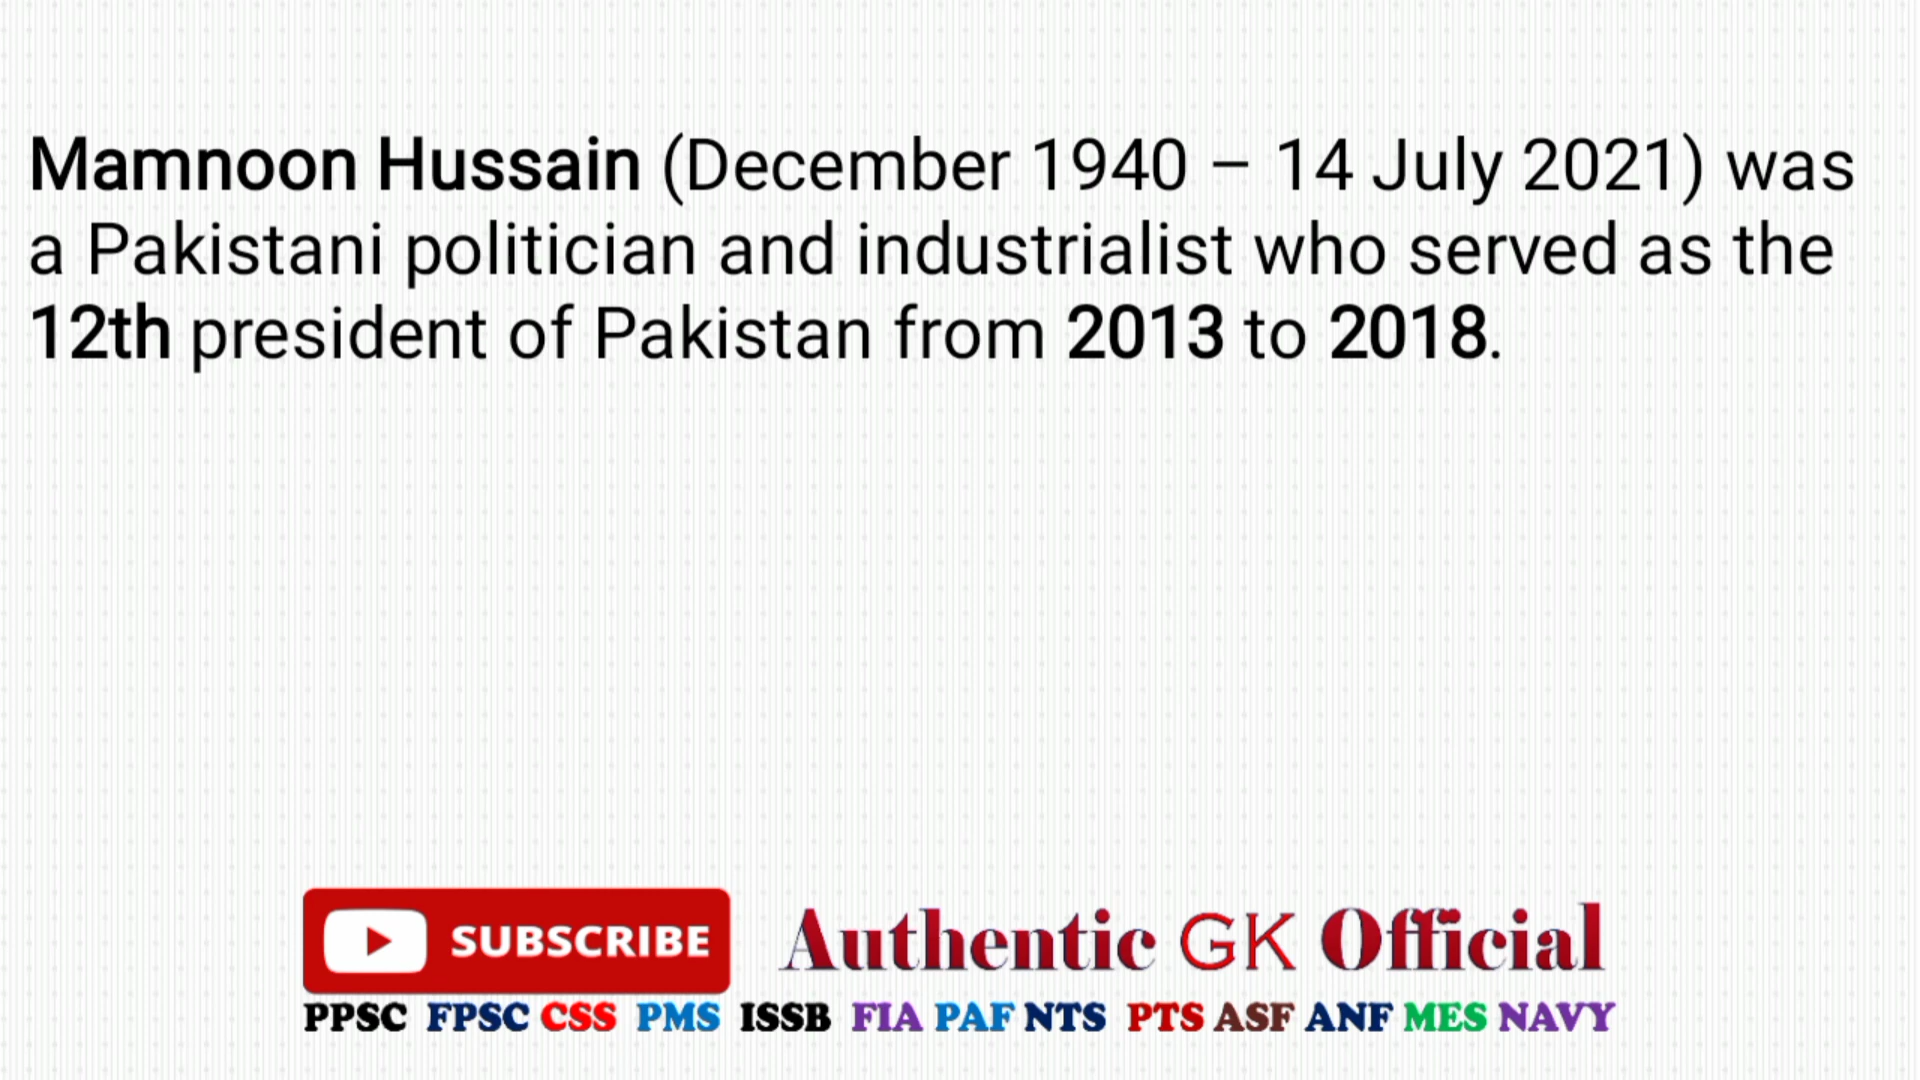 Mamnoon Hussain (December 1940 – 14 July 2021) was
a Pakistani politician and industrialist who served as the
12th president of Pakistan from 2013 to 2018.
SUBSCRIBE Authentic GK Official
PPSC FPSC CSS PMS ISSB FIA PAF NTS PTS ASF ANF MES NAVY